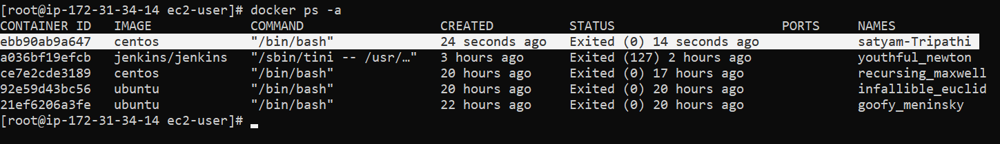 [root@ip-172-31-34-14 ec2-user]# docker ps -a
CONTAINER ID   IMAGE             COMMAND                  CREATED          STATUS                      PORTS     NAMES
ebb90ab9a647   centos            "/bin/bash"              24 seconds ago   Exited (0) 14 seconds ago             satyam-Tripathi
a036bf19efcb   jenkins/jenkins   "/sbin/tini -- /usr/…"   3 hours ago      Exited (127) 2 hours ago              youthful_newton
ce7e2cde3189   centos            "/bin/bash"              20 hours ago     Exited (0) 17 hours ago               recursing_maxwell
92e59d43bc56   ubuntu            "/bin/bash"              20 hours ago     Exited (0) 20 hours ago               infallible_euclid
21ef6206a3fe   ubuntu            "/bin/bash"              22 hours ago     Exited (0) 20 hours ago               goofy_meninsky
[root@ip-172-31-34-14 ec2-user]#